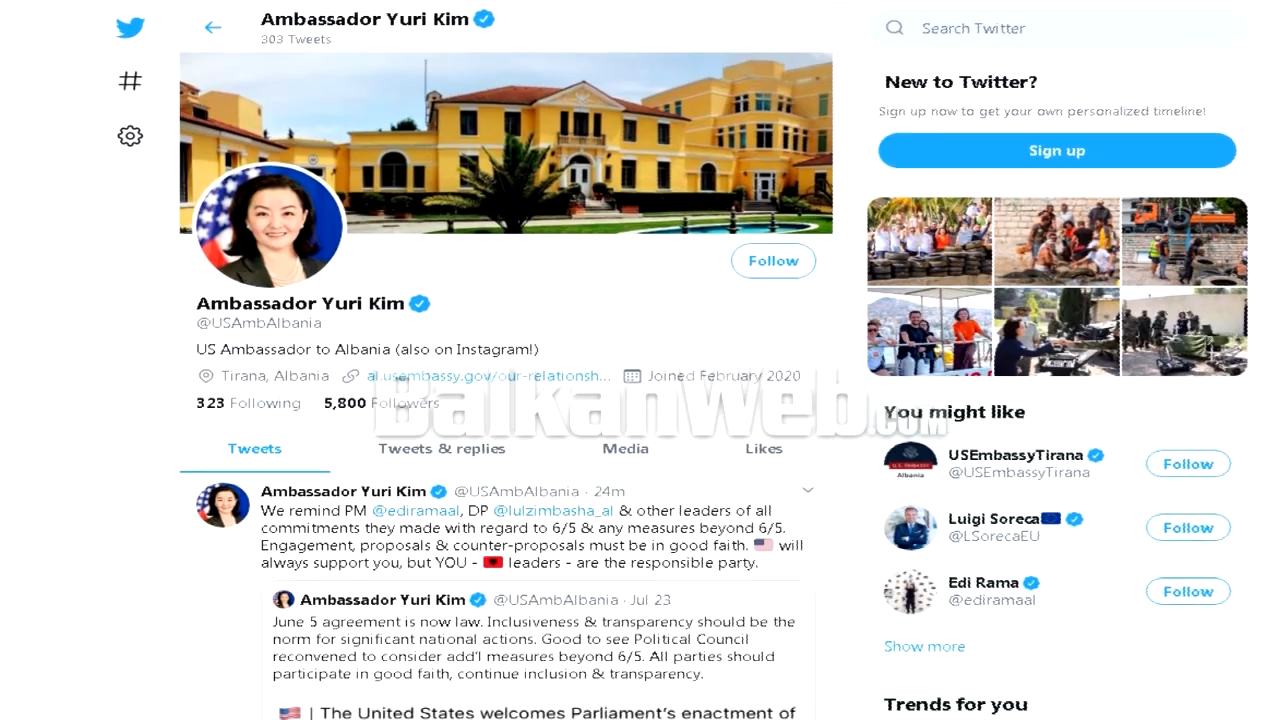 Ambassador Yuri Kim
303 Tweets
Search Twitter
New to Twitter?
Sign up now to get your own personalized timeline!
Sign up
Follow
Ambassador Yuri Kim
@USAmbAlbania
US Ambassador to Albania (also on Instagram!)
Tirana, Albania al.usembassy.gov/our-relationsh... Joined February 2020
323 Following 5,800 Followers
BalkanWeb.com
Tweets Tweets & replies Media Likes
Ambassador Yuri Kim @USAmbAlbania · 24m
We remind PM @ediramaal, DP @lulzimbasha_al & other leaders of all
commitments they made with regard to 6/5 & any measures beyond 6/5.
Engagement, proposals & counter-proposals must be in good faith. 🇺🇸 will
always support you, but YOU - 🇦🇱 leaders - are the responsible party.
Ambassador Yuri Kim @USAmbAlbania · Jul 23
June 5 agreement is now law. Inclusiveness & transparency should be the
norm for significant national actions. Good to see Political Council
reconvened to consider add'l measures beyond 6/5. All parties should
participate in good faith, continue inclusion & transparency.
🇺🇸 | The United States welcomes Parliament's enactment of
You might like
USEmbassyTirana
@USEmbassyTirana
Follow
U.S. EMBASSY
Albania
Luigi Soreca🇪🇺
@LSorecaEU
Follow
Edi Rama
@ediramaal
Follow
Show more
Trends for you